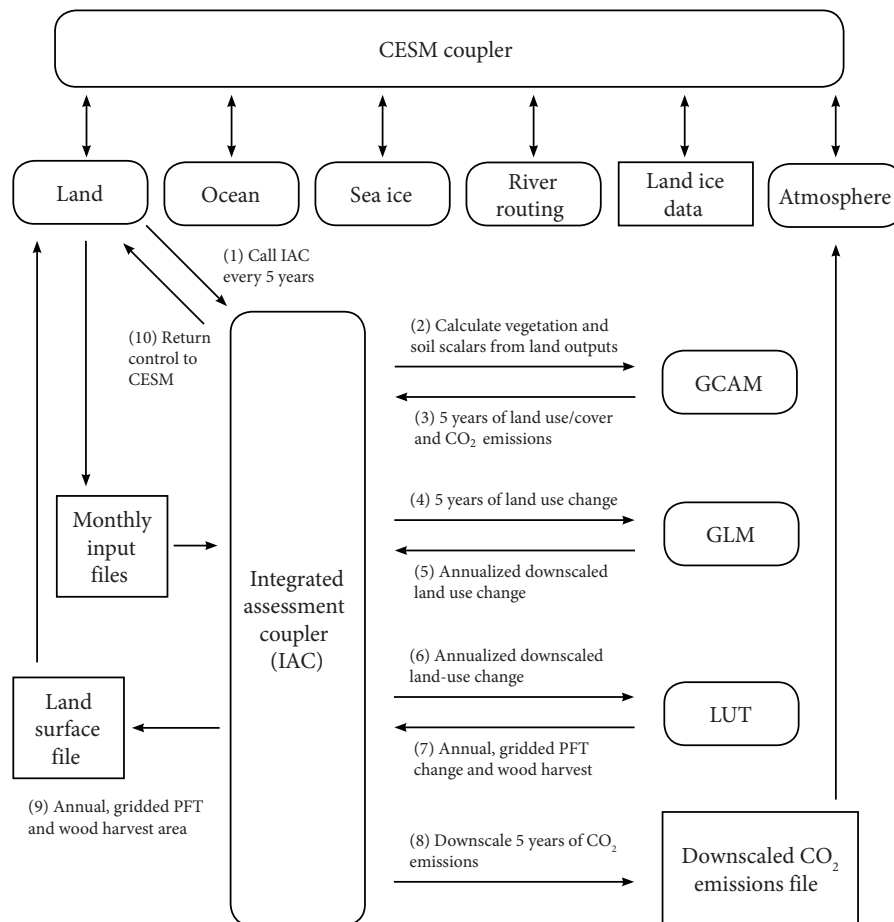 CESM coupler
Land
Ocean
Sea ice
River
routing
Land ice
data
Atmosphere
(1) Call IAC
every 5 years
(10) Return
control to
CESM
(2) Calculate vegetation and
soil scalars from land outputs
GCAM
(3) 5 years of land use/cover
and CO₂ emissions
Monthly
input
files
(4) 5 years of land use change
GLM
(5) Annualized downscaled
land use change
Integrated
assessment
coupler
(IAC)
(6) Annualized downscaled
land-use change
LUT
(7) Annual, gridded PFT
change and wood harvest
Land
surface
file
(9) Annual, gridded PFT
and wood harvest area
(8) Downscale 5 years of CO₂
emissions
Downscaled CO₂
emissions file